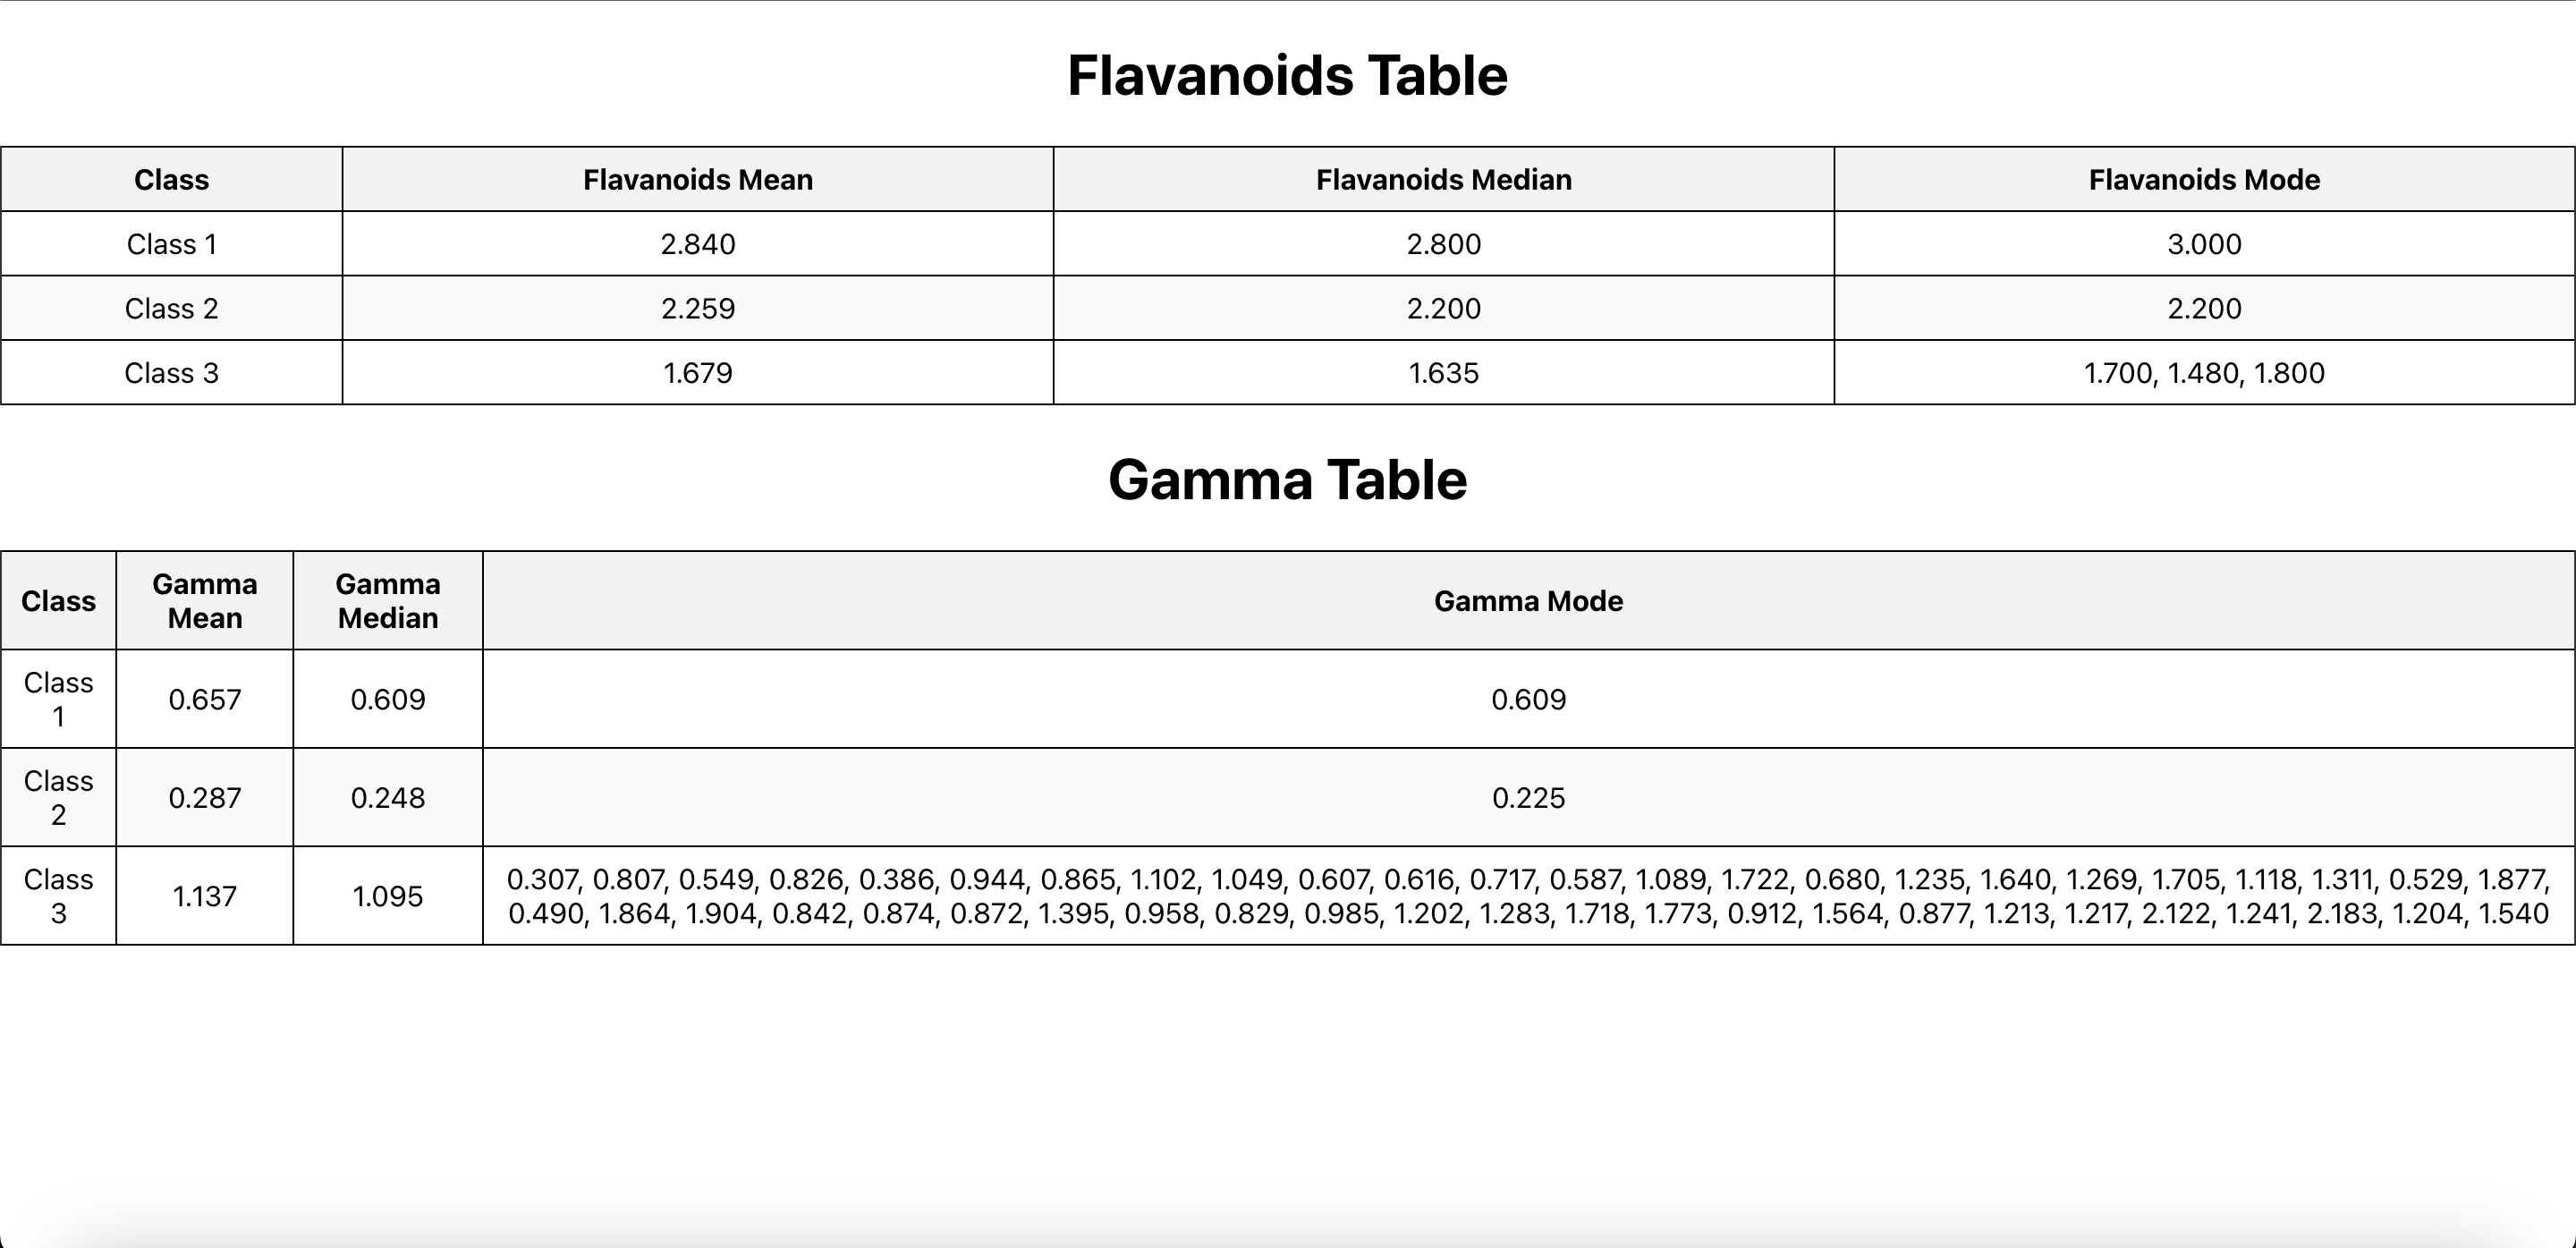 Flavanoids Table
Class Flavanoids Mean Flavanoids Median Flavanoids Mode
Class 1 2.840 2.800 3.000
Class 2 2.259 2.200 2.200
Class 3 1.679 1.635 1.700, 1.480, 1.800
Gamma Table
Class Gamma Mean Gamma Median Gamma Mode
Class 1 0.657 0.609 0.609
Class 2 0.287 0.248 0.225
Class 3 1.137 1.095 0.307, 0.807, 0.549, 0.826, 0.386, 0.944, 0.865, 1.102, 1.049, 0.607, 0.616, 0.717, 0.587, 1.089, 1.722, 0.680, 1.235, 1.640, 1.269, 1.705, 1.118, 1.311, 0.529, 1.877,
0.490, 1.864, 1.904, 0.842, 0.874, 0.872, 1.395, 0.958, 0.829, 0.985, 1.202, 1.283, 1.718, 1.773, 0.912, 1.564, 0.877, 1.213, 1.217, 2.122, 1.241, 2.183, 1.204, 1.540